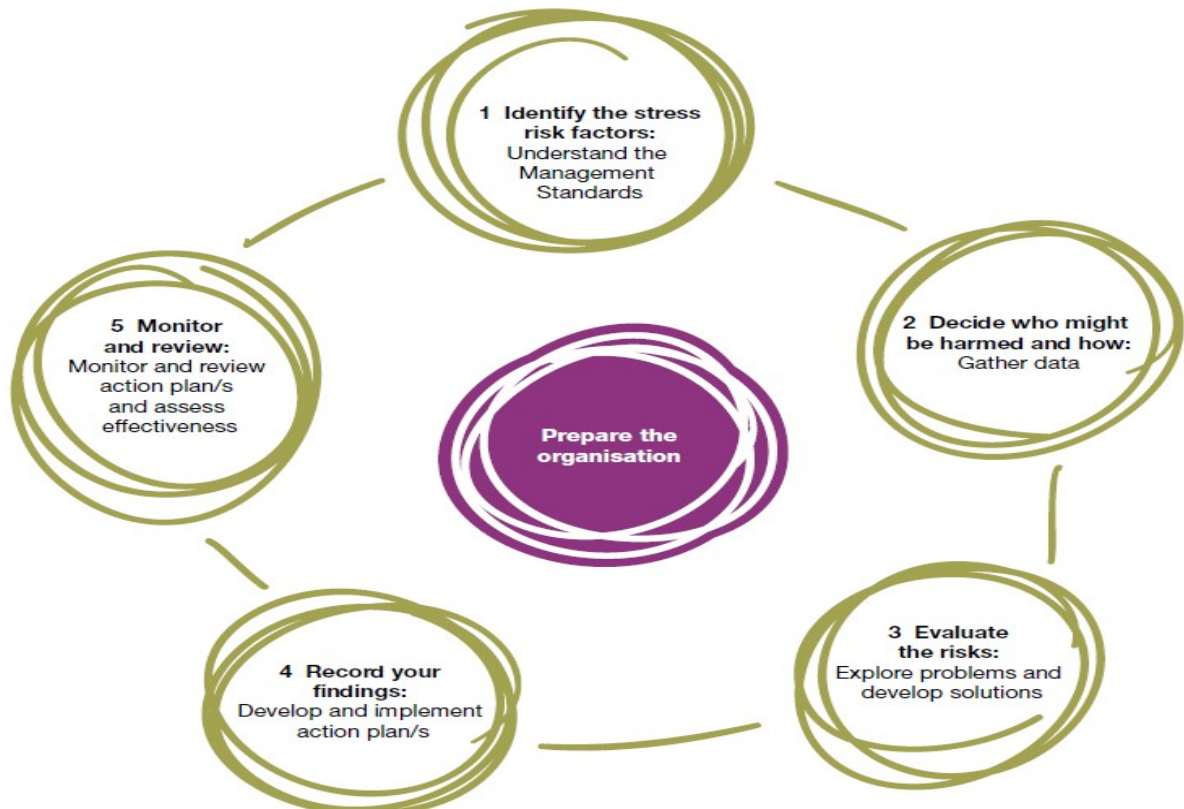 1 Identify the stress
risk factors:
Understand the
Management
Standards
2 Decide who might
be harmed and how:
Gather data
3 Evaluate
the risks:
Explore problems and
develop solutions
4 Record your
findings:
Develop and implement
action plan/s
5 Monitor
and review:
Monitor and review
action plan/s
and assess
effectiveness
Prepare the
organisation